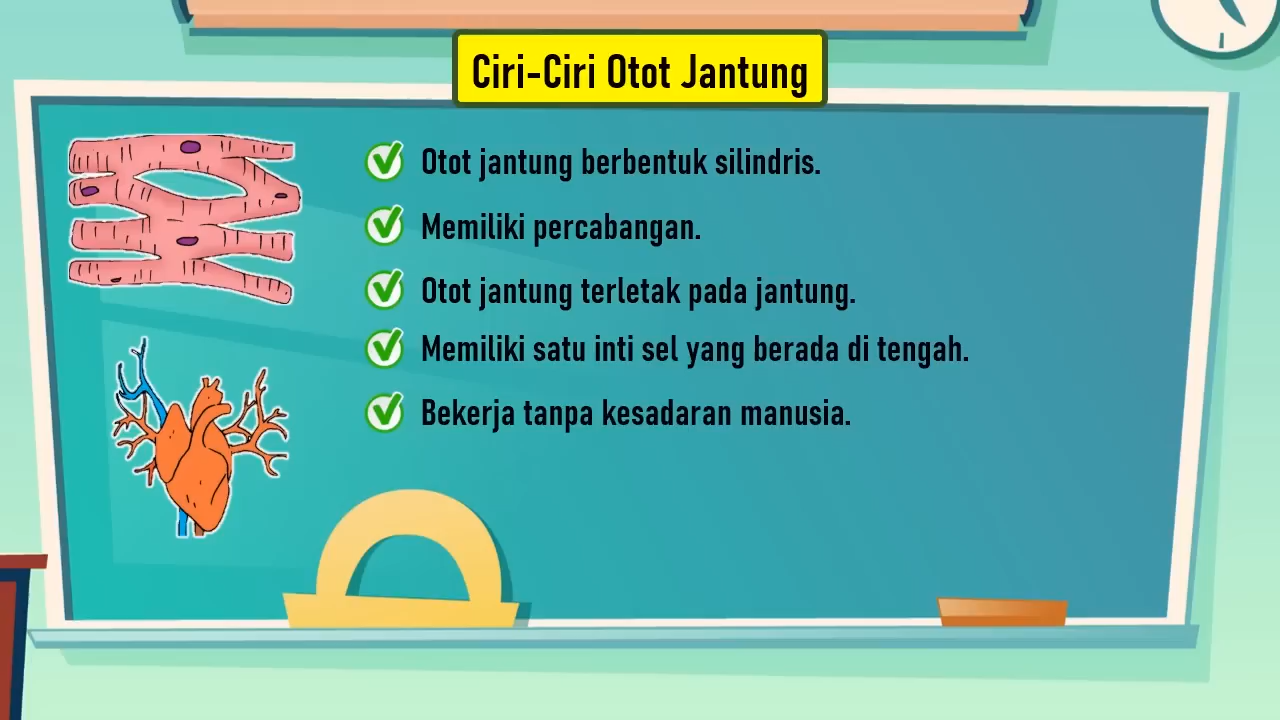 Ciri-Ciri Otot Jantung
Otot jantung berbentuk silindris.
Memiliki percabangan.
Otot jantung terletak pada jantung.
Memiliki satu inti sel yang berada di tengah.
Bekerja tanpa kesadaran manusia.